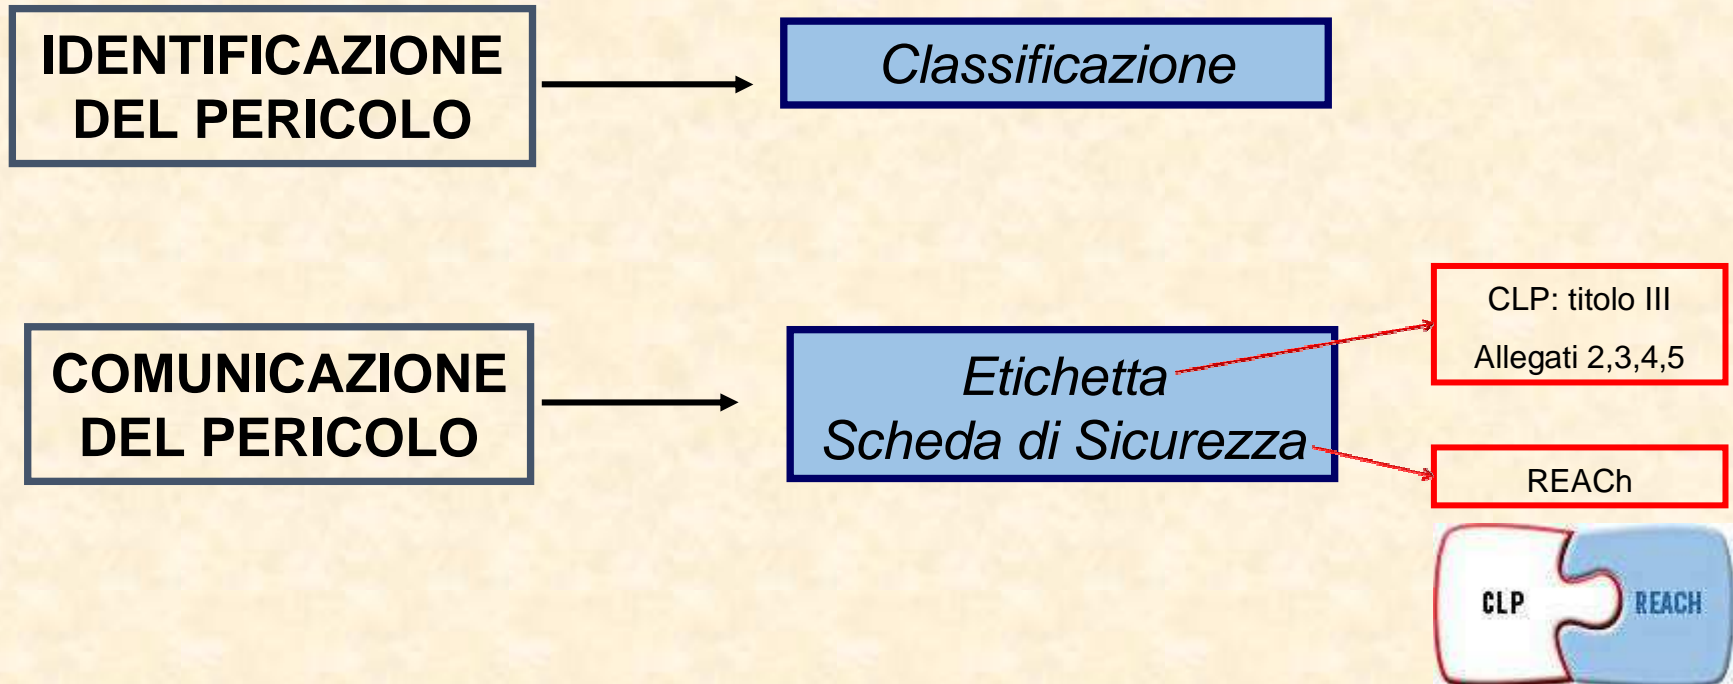 IDENTIFICAZIONE
DEL PERICOLO
Classificazione
COMUNICAZIONE
DEL PERICOLO
Etichetta
Scheda di Sicurezza
CLP: titolo III
Allegati 2,3,4,5
REACh
CLP
REACH